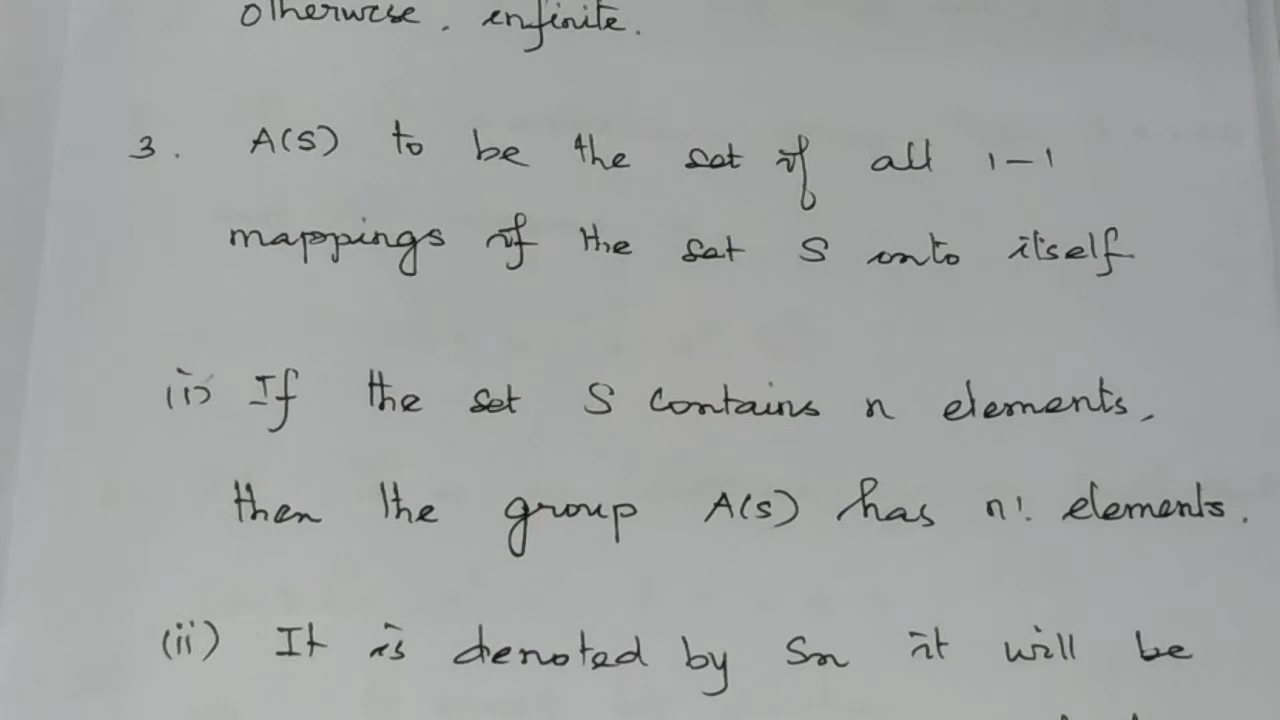 otherwise. infinite.
3. A(S) to be the set of all 1-1
mappings of the set S onto itself
(i) If the set S contains n elements,
then the group A(S) has n! elements.
(ii) It is denoted by Sn it will be